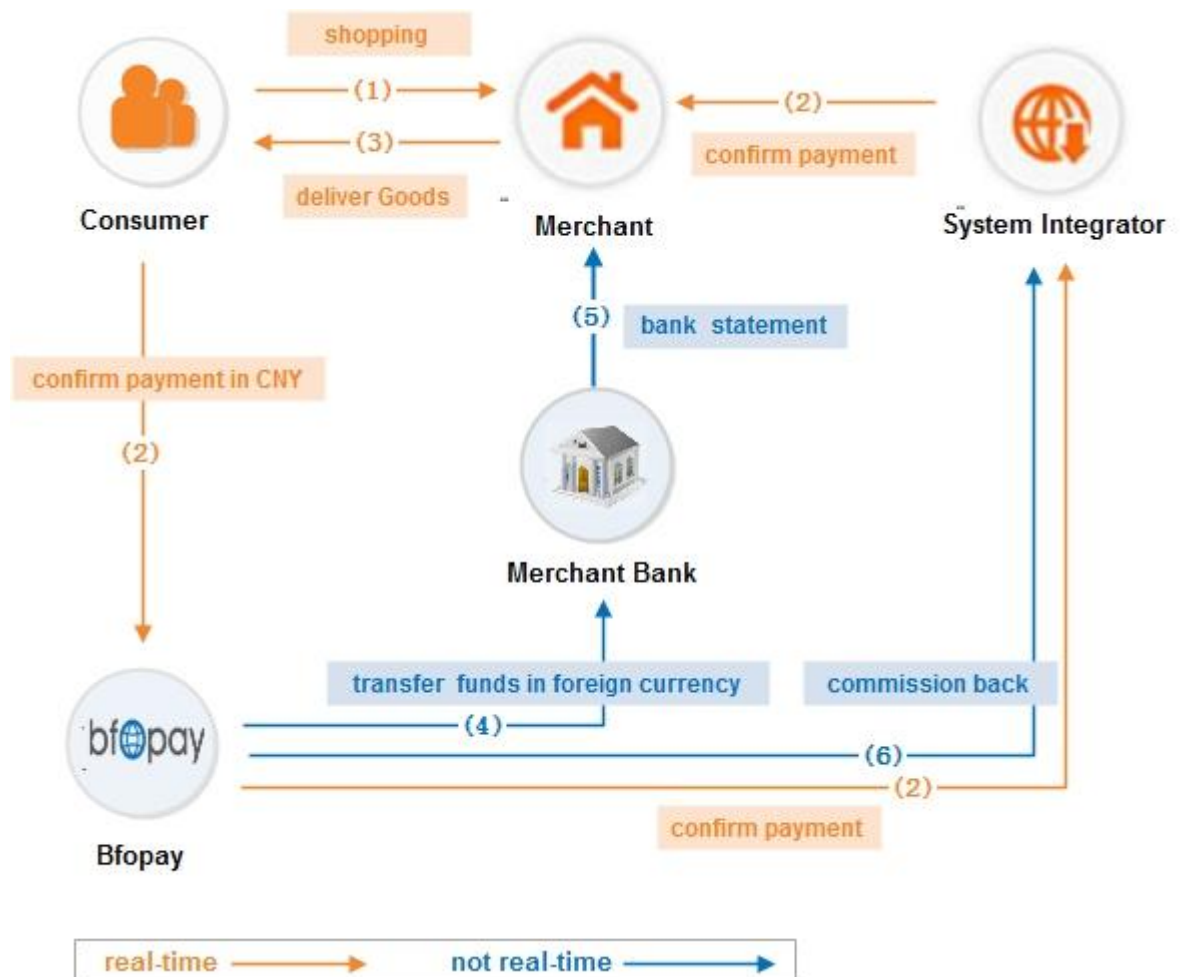 shopping
(1)
(2)
(3)
confirm payment
deliver Goods
Consumer
Merchant
System Integrator
(5)
bank statement
confirm payment in CNY
(2)
Merchant Bank
transfer funds in foreign currency
commission back
(4)
bfopay
(6)
(2)
confirm payment
Bfopay
real-time
not real-time